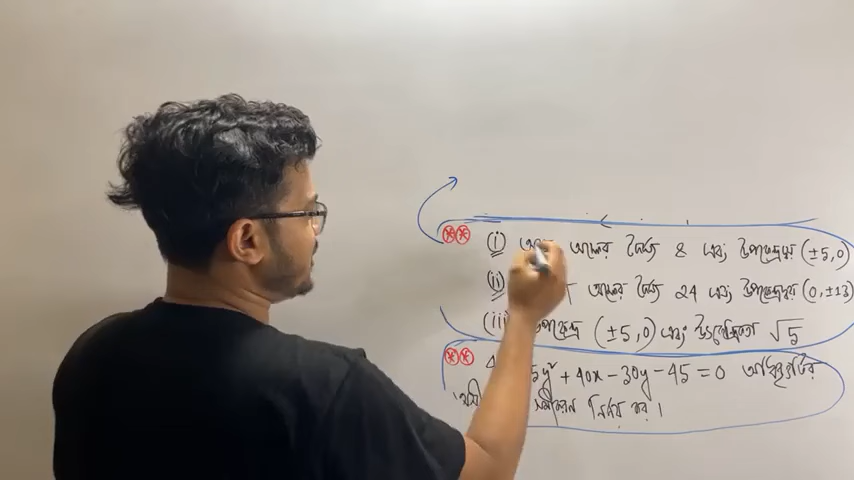 (i) অক্ষের দৈর্ঘ্য 8 এবং উপকেন্দ্রদ্বয় (±5,0)
(ii) অক্ষের দৈর্ঘ্য 24 এবং উপকেন্দ্রদ্বয় (0, ±13)
(iii) উপকেন্দ্র (±5,0) এবং উৎকেন্দ্রিকতা √5
5y² + 40x - 30y - 45 = 0 অধিবৃত্তটির
সমীকরণ নির্ণয় কর।